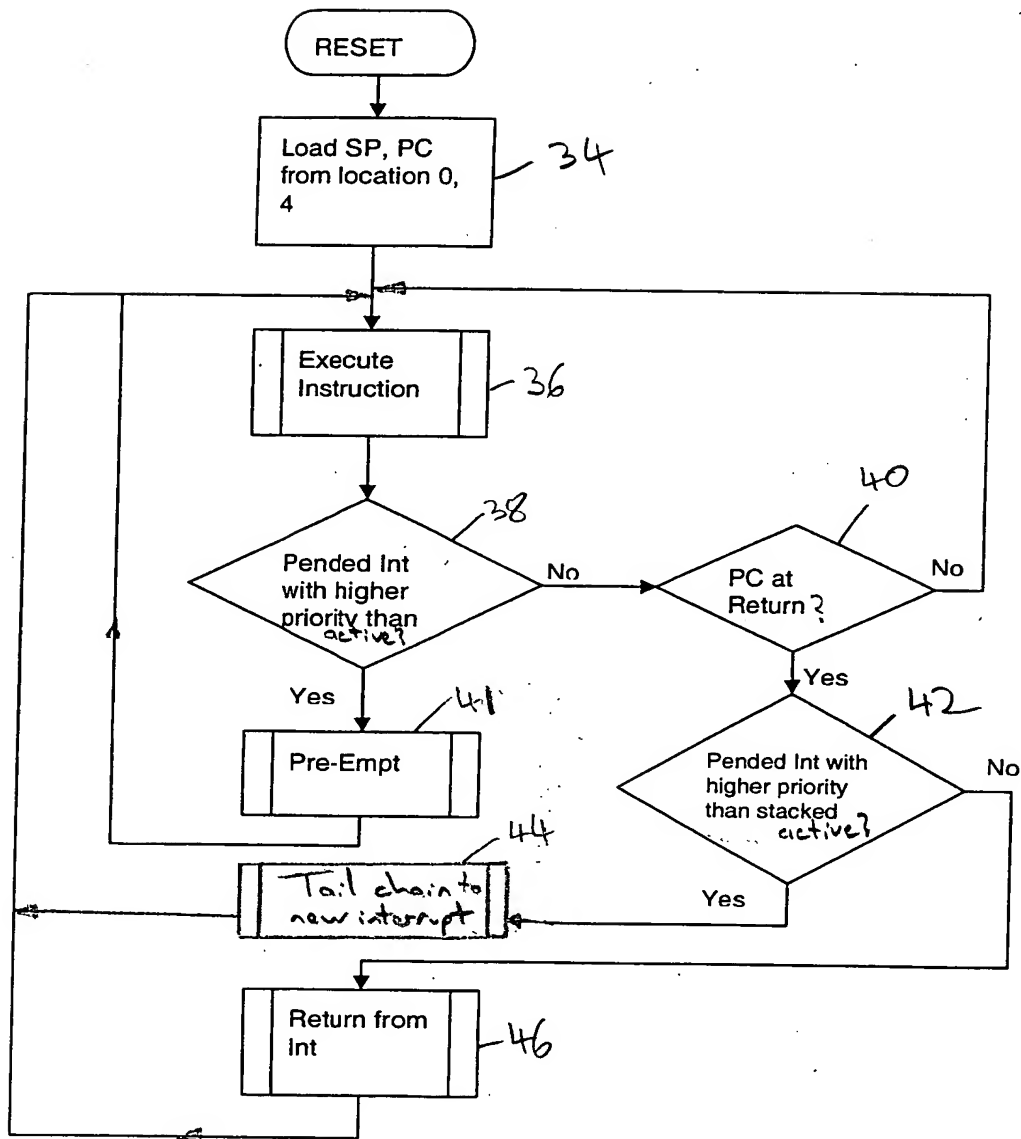 RESET
Load SP, PC
from location 0,
4
34
Execute
Instruction
36
Pended Int
with higher
priority than
active?
38
No
Yes
PC at
Return?
40
No
Yes
Pre-Empt
41
Pended Int with
higher priority
than stacked
active?
42
No
Yes
Tail chain to
new interrupt
44
Return from
Int
46